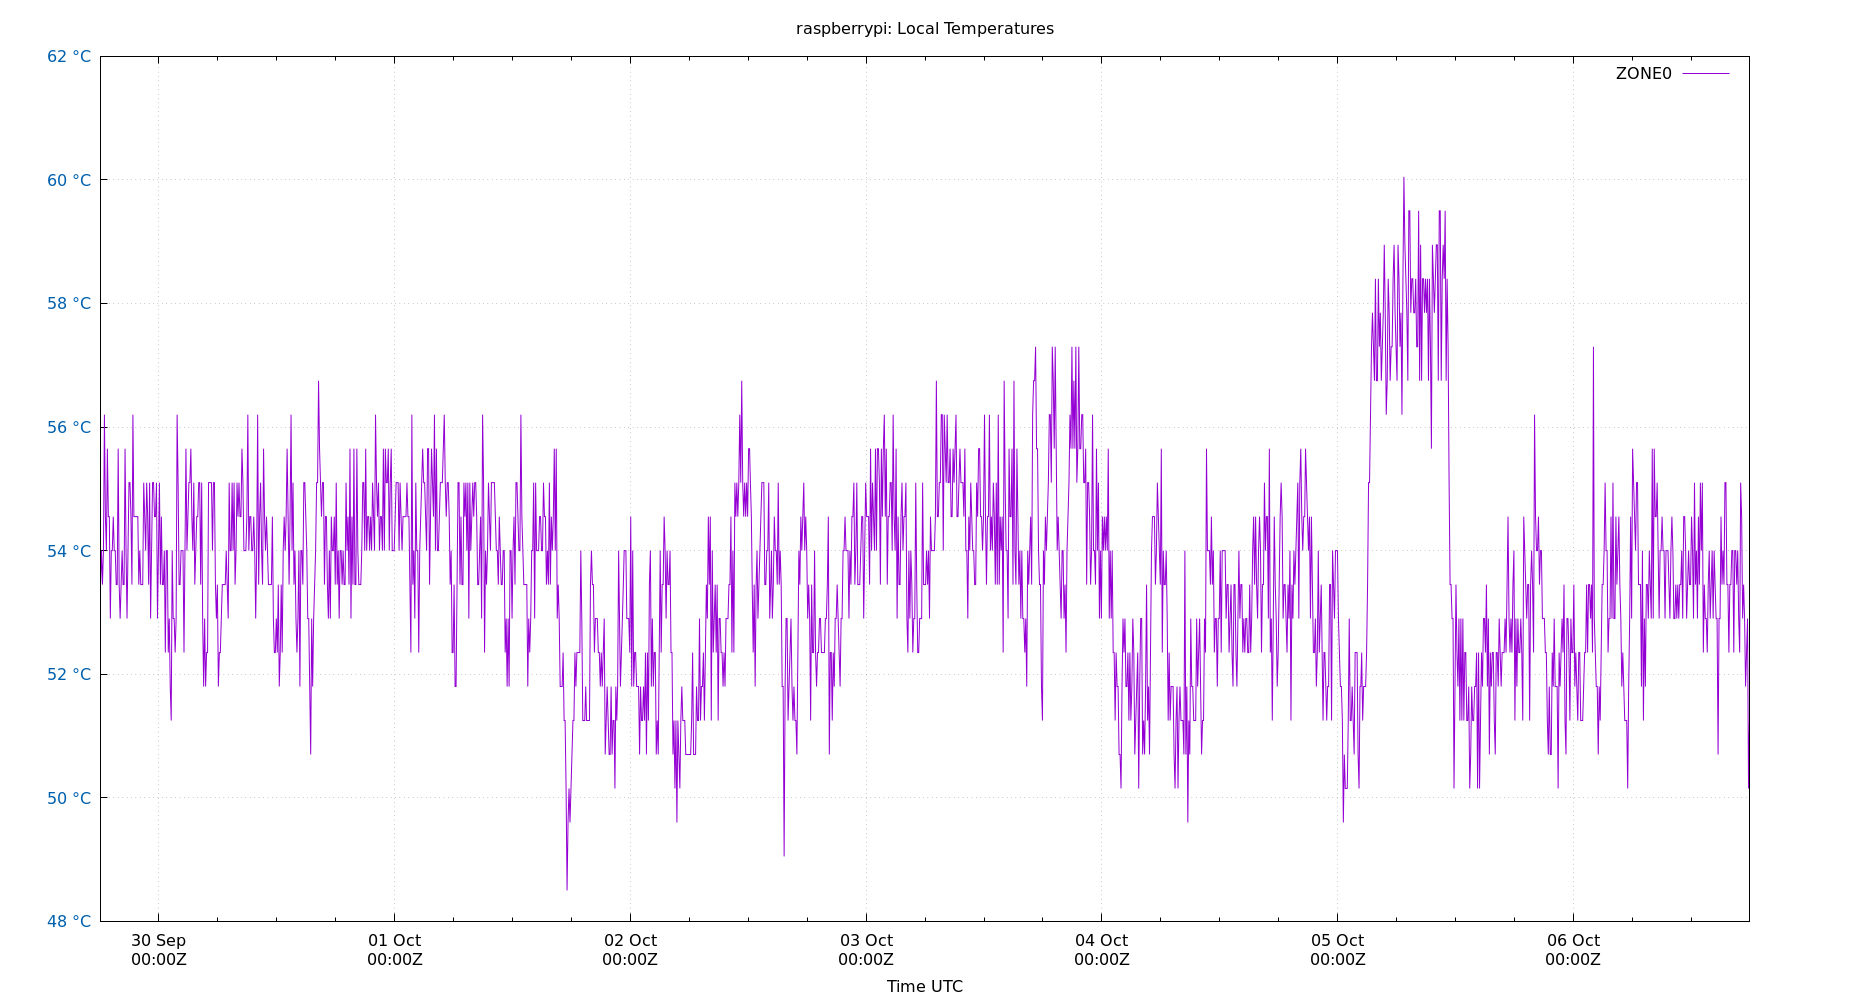 raspberrypi: Local Temperatures
ZONE0
62 °C
60 °C
58 °C
56 °C
54 °C
52 °C
50 °C
48 °C
30 Sep 01 Oct 02 Oct 03 Oct 04 Oct 05 Oct 06 Oct
00:00Z 00:00Z 00:00Z 00:00Z 00:00Z 00:00Z 00:00Z
Time UTC